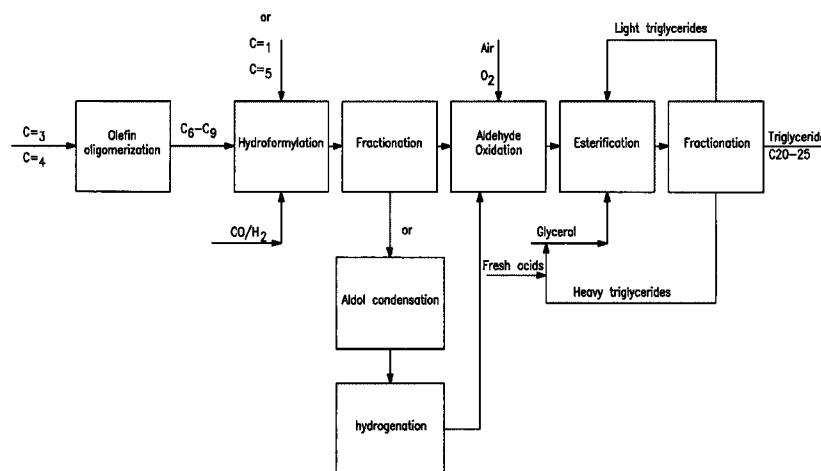 or
C=1
C=5
Light triglycerides
Air
O2
C=3
C=4
Olefin
oligomerization
C6-C9
Hydroformylation
Fractionation
Aldehyde
Oxidation
Esterification
Fractionation
Triglyceride
C20-25
CO/H2
or
Glycerol
Fresh acids
Heavy triglycerides
Aldol condensation
hydrogenation